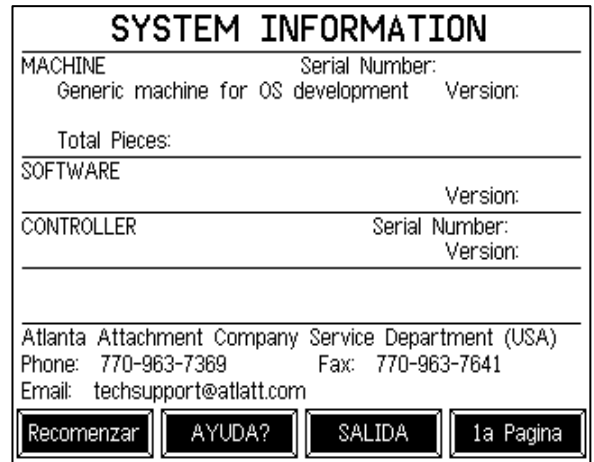 SYSTEM INFORMATION
MACHINE Serial Number:
Generic machine for OS development Version:
Total Pieces:
SOFTWARE
Version:
CONTROLLER Serial Number:
Version:
Atlanta Attachment Company Service Department (USA)
Phone: 770-963-7369 Fax: 770-963-7641
Email: techsupport@atlatt.com
Recomenzar AYUDA? SALIDA 1a Pagina